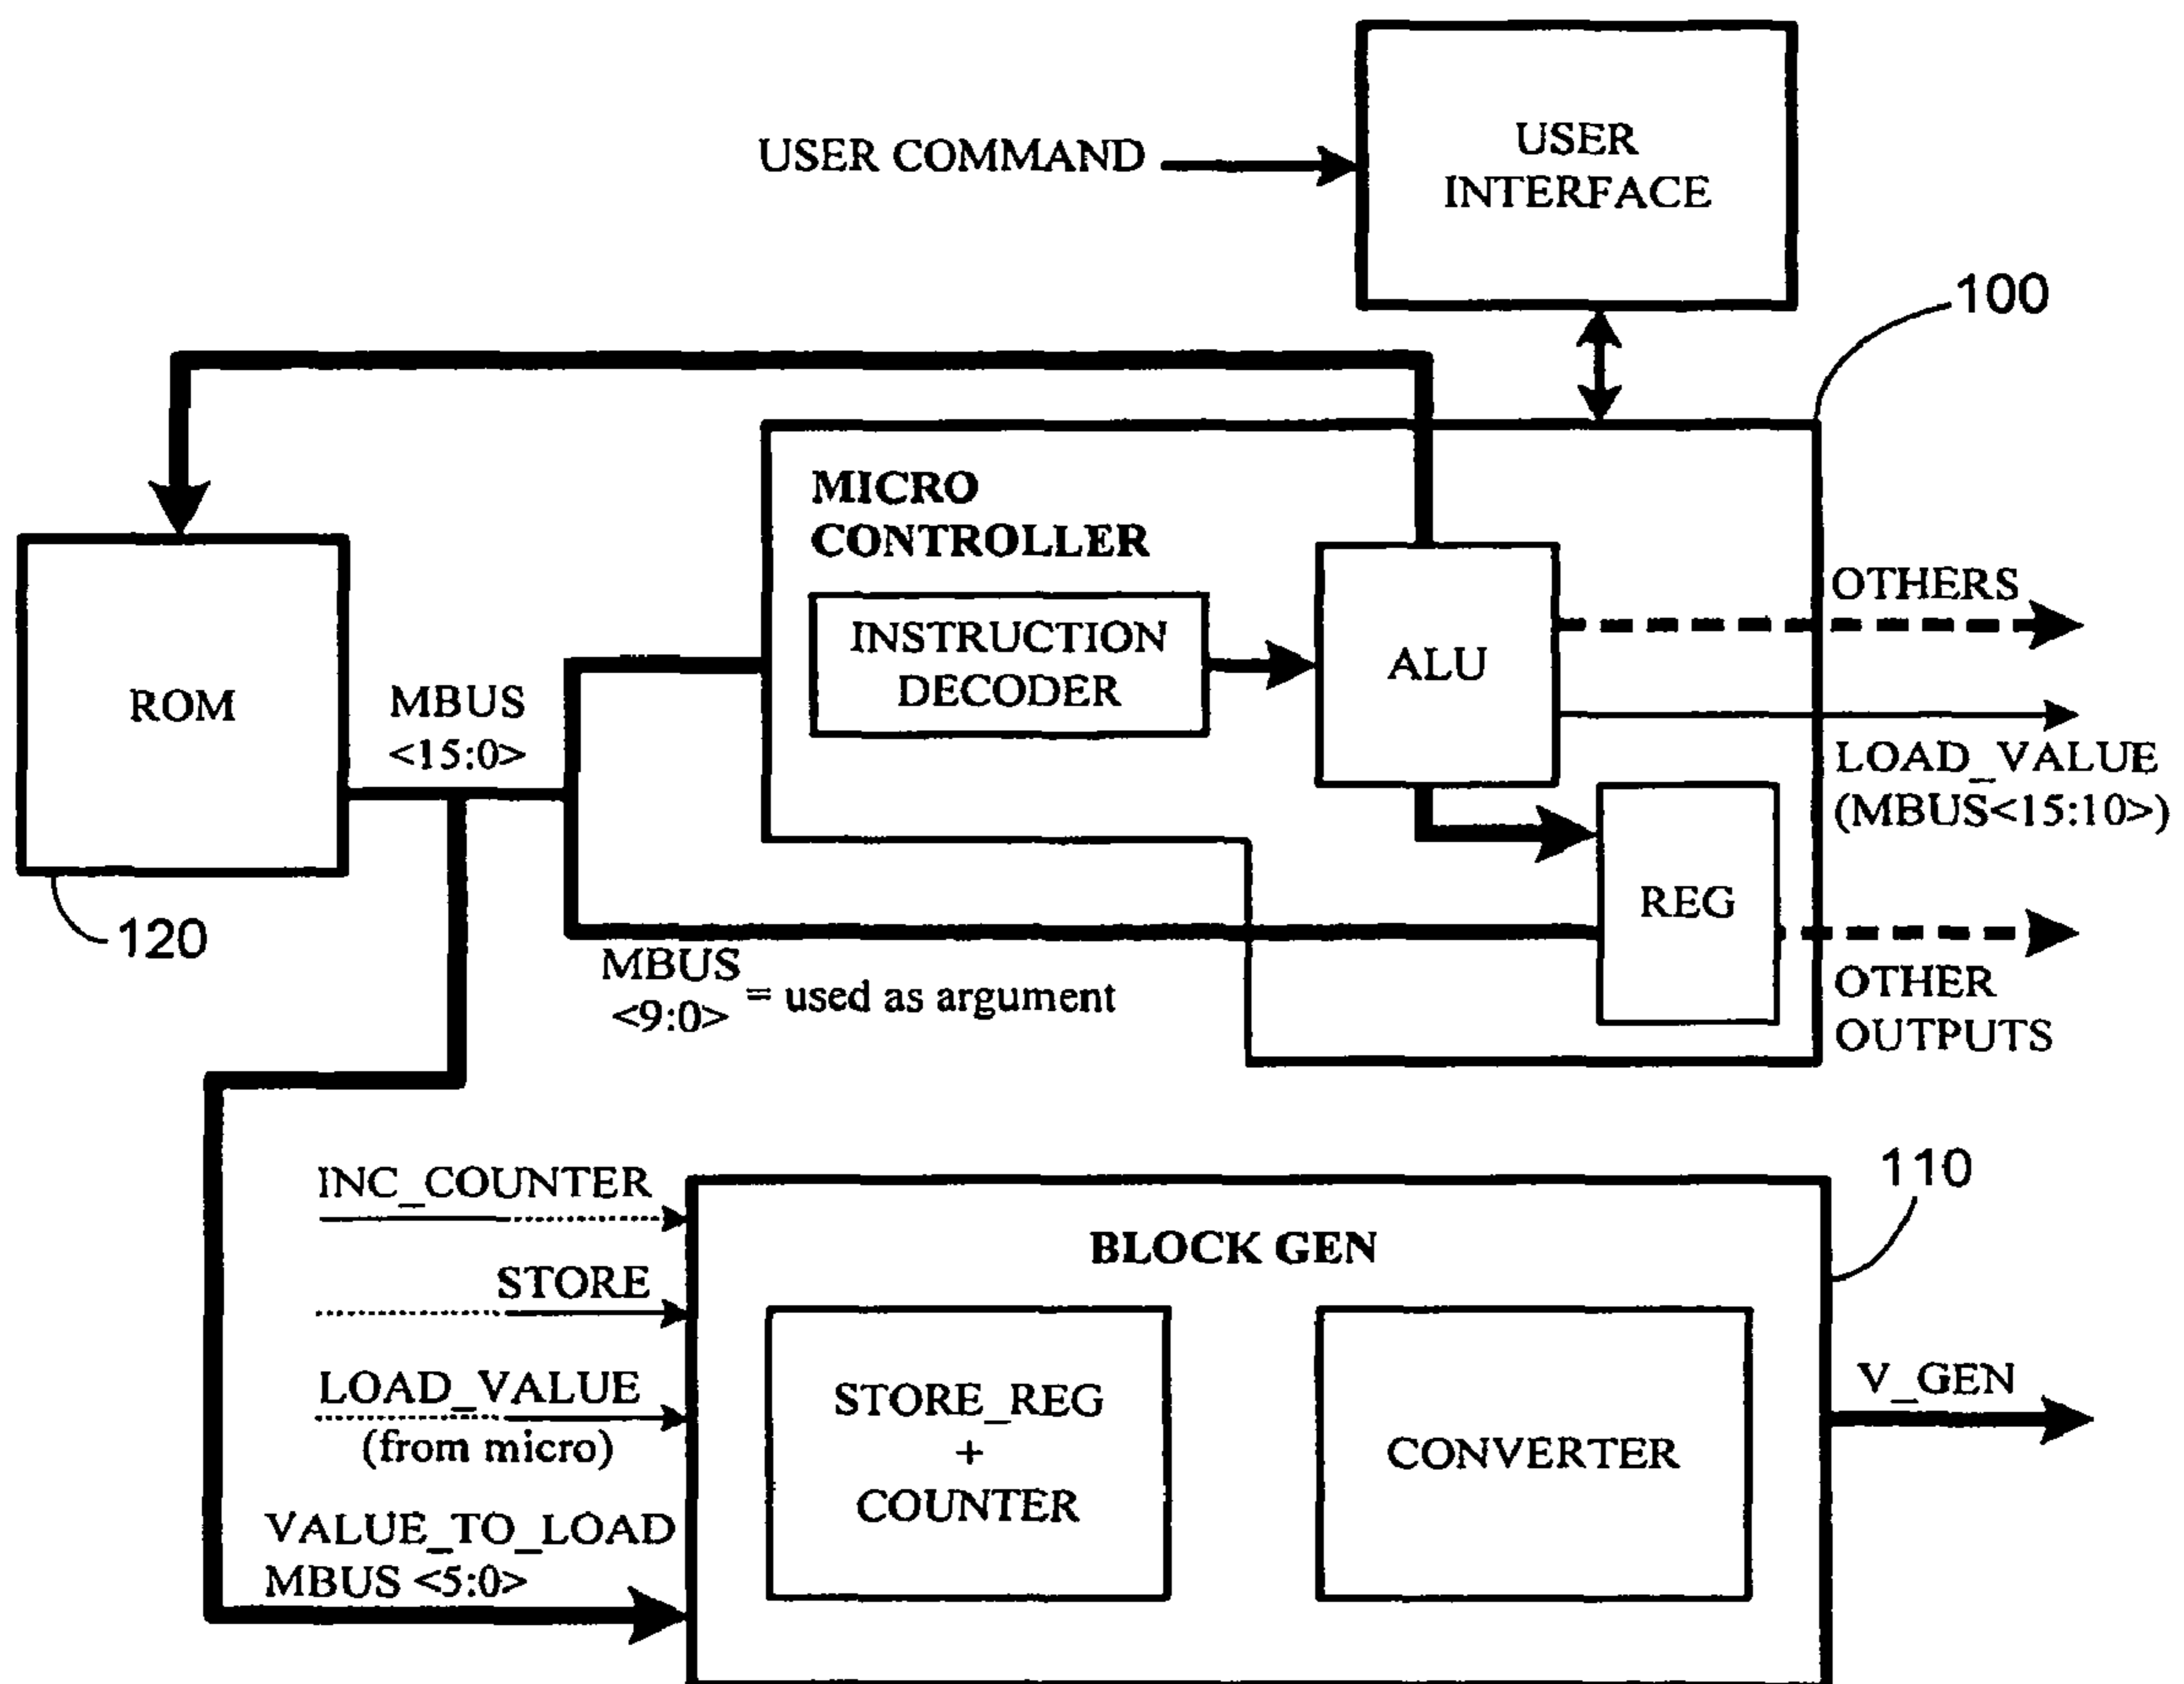 USER COMMAND
USER
INTERFACE
100
MICRO
CONTROLLER
INSTRUCTION
DECODER
ALU
OTHERS
LOAD_VALUE
(MBUS<15:10>)
ROM
MBUS
<15:0>
120
REG
MBUS
<9:0>
= used as argument
OTHER
OUTPUTS
INC_COUNTER
STORE
LOAD_VALUE
(from micro)
VALUE_TO_LOAD
MBUS <5:0>
BLOCK GEN
110
STORE_REG
+
COUNTER
CONVERTER
V_GEN